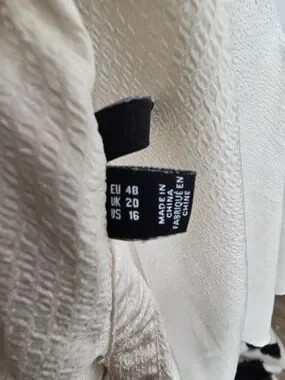 EU 48
UK 20
US 16
MADE IN
CHINA
FABRIQUÉ EN
CHINE